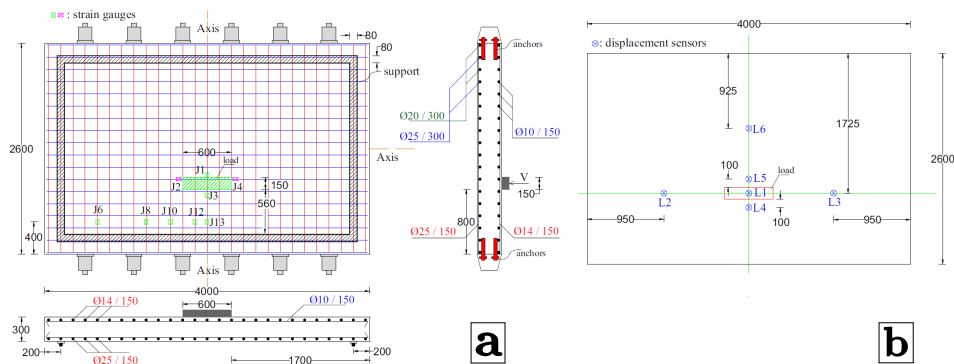 : strain gauges
Axis
80
80
support
2600
600
load
J1
J2
J4
J3
150
560
Axis
J6
J8
J10
J12
J13
400
Axis
4000
Ø14 / 150
600
Ø10 / 150
300
200
Ø25 / 150
1700
200
anchors
Ø20 / 300
Ø25 / 300
Ø10 / 150
V
150
800
Ø25 / 150
Ø14 / 150
anchors
a
4000
: displacement sensors
925
1725
L6
2600
100
L5
load
L1
L2
L3
L4
950
100
950
b